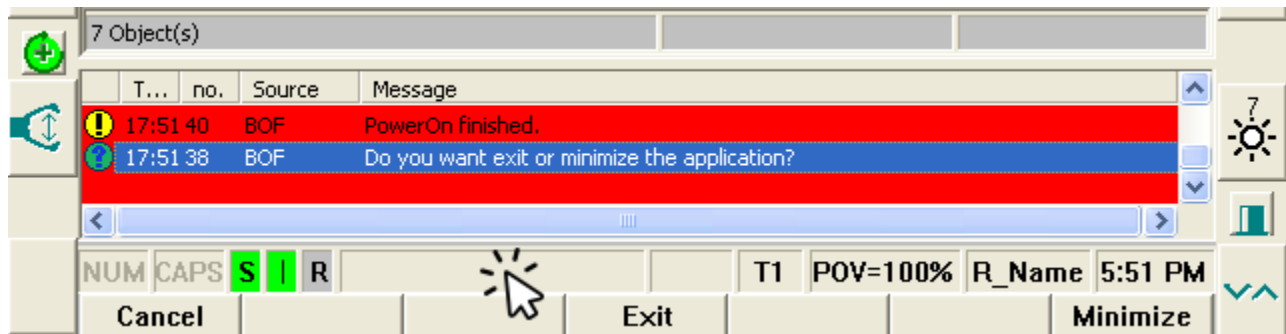 7 Object(s)
T... no. Source Message
17:51 40 BOF PowerOn finished.
17:51 38 BOF Do you want exit or minimize the application?
7
NUM CAPS S | R T1 POV=100% R_Name 5:51 PM
Cancel Exit Minimize